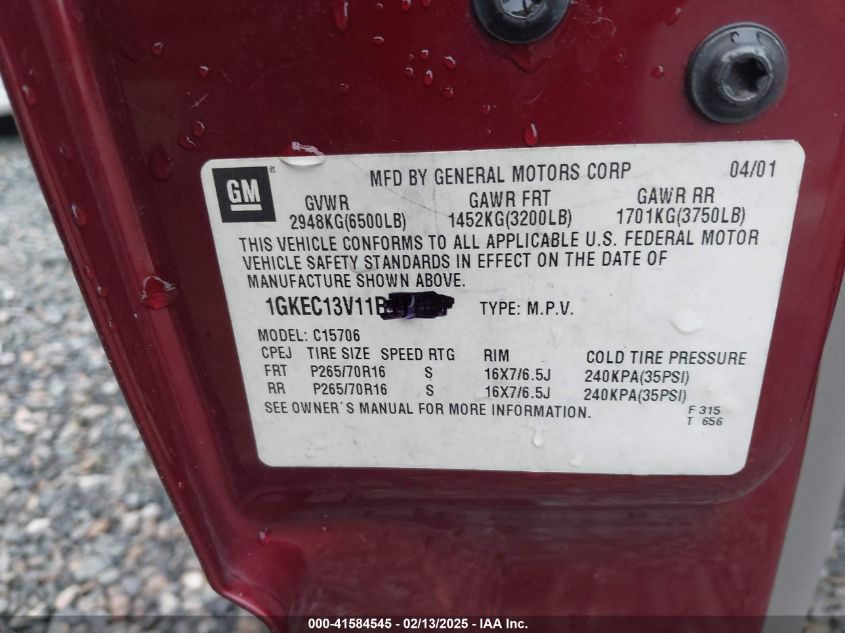 GM ®
MFD BY GENERAL MOTORS CORP 04/01
GVWR GAWR FRT GAWR RR
2948KG(6500LB) 1452KG(3200LB) 1701KG(3750LB)
THIS VEHICLE CONFORMS TO ALL APPLICABLE U.S. FEDERAL MOTOR
VEHICLE SAFETY STANDARDS IN EFFECT ON THE DATE OF
MANUFACTURE SHOWN ABOVE.
1GKEC13V11 TYPE: M.P.V.
MODEL: C15706
CPEJ TIRE SIZE SPEED RTG RIM COLD TIRE PRESSURE
FRT P265/70R16 S 16X7/6.5J 240KPA(35PSI)
RR P265/70R16 S 16X7/6.5J 240KPA(35PSI)
SEE OWNER'S MANUAL FOR MORE INFORMATION.
F 315
T 656
000-41584545 - 02/13/2025 - IAA Inc.